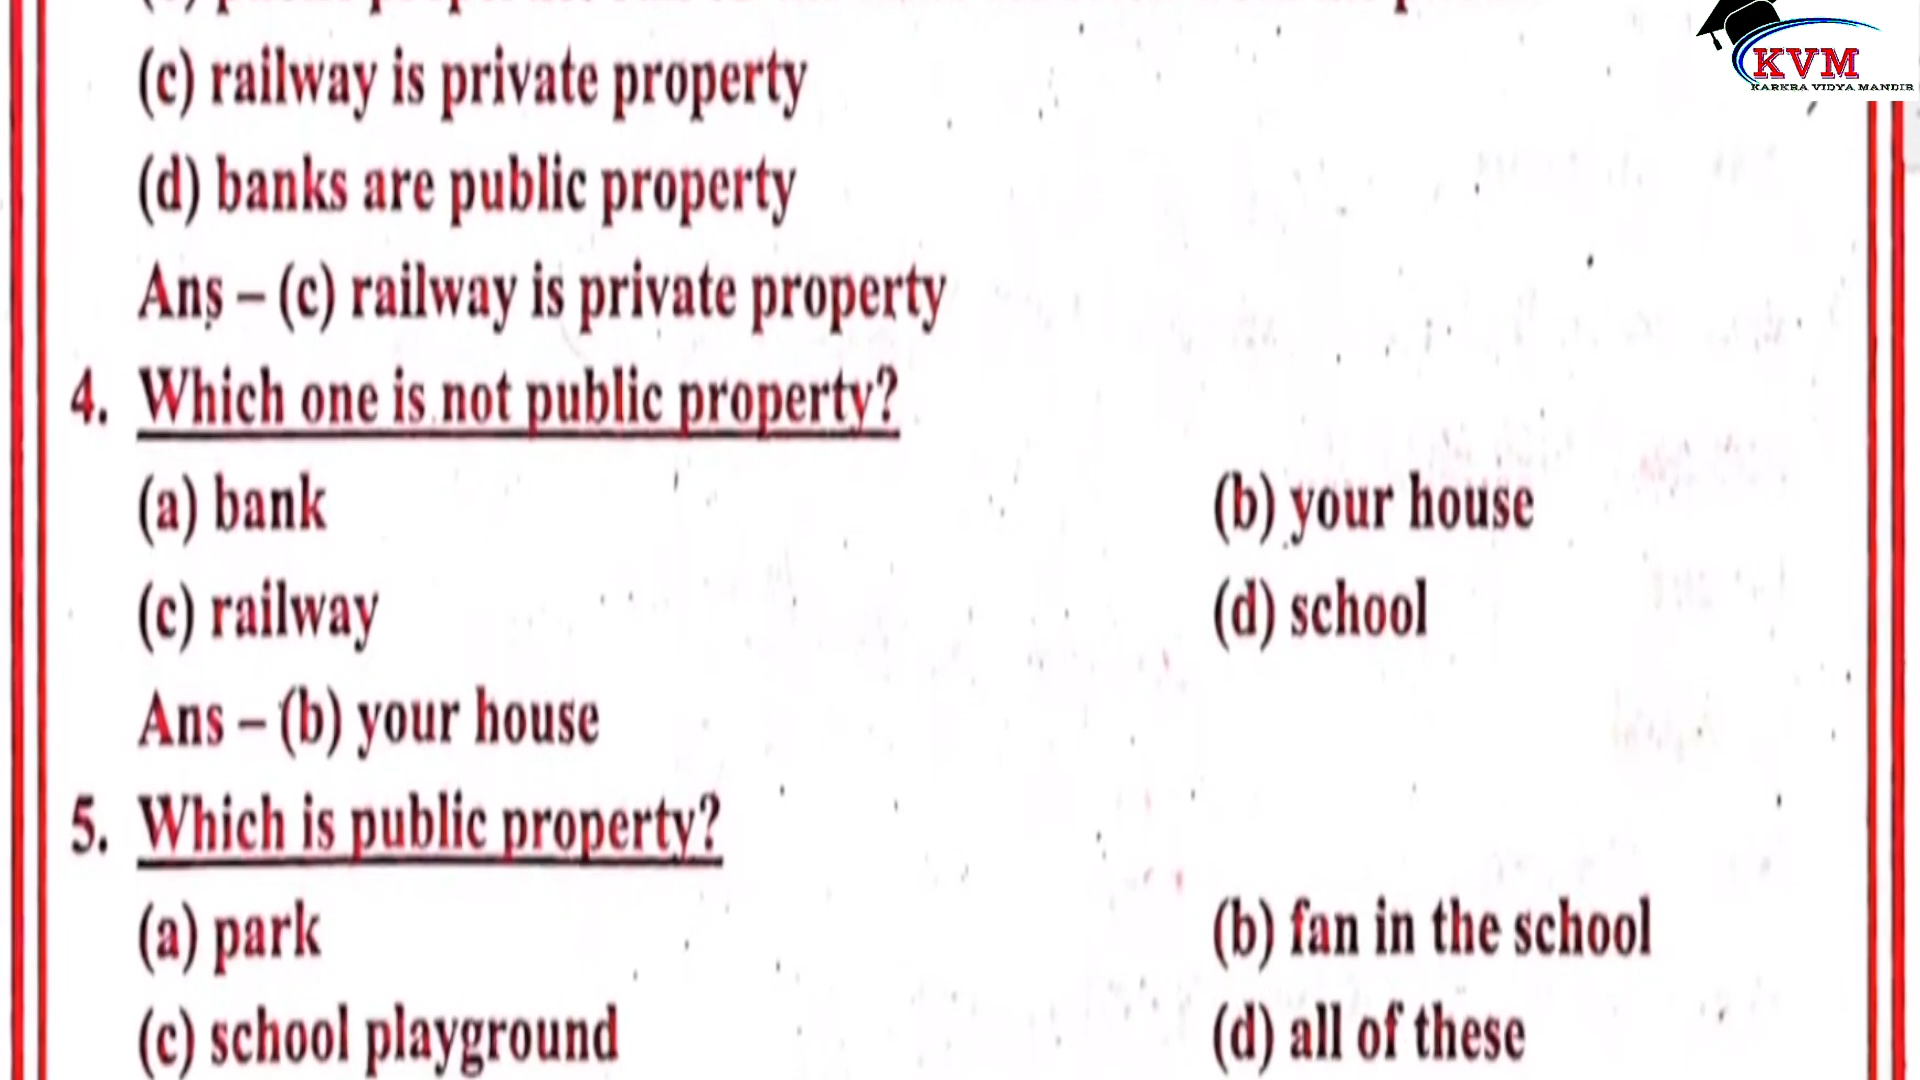 KVM
KARKRA VIDYA MANDIR
(c) railway is private property
(d) banks are public property
Ans – (c) railway is private property
4. Which one is not public property?
(a) bank (b) your house
(c) railway (d) school
Ans – (b) your house
5. Which is public property?
(a) park (b) fan in the school
(c) school playground (d) all of these